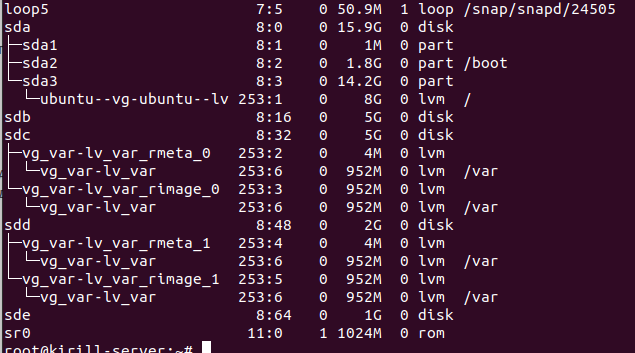 loop5                         7:5    0 50.9M  1 loop /snap/snapd/24505
sda                           8:0    0 15.9G  0 disk
├─sda1                        8:1    0    1M  0 part
├─sda2                        8:2    0  1.8G  0 part /boot
└─sda3                        8:3    0 14.2G  0 part
  └─ubuntu--vg-ubuntu--lv 253:1    0    8G  0 lvm  /
sdb                           8:16   0    5G  0 disk
sdc                           8:32   0    5G  0 disk
├─vg_var-lv_var_rmeta_0   253:2    0    4M  0 lvm
│ └─vg_var-lv_var         253:6    0  952M  0 lvm  /var
└─vg_var-lv_var_rimage_0  253:3    0  952M  0 lvm
  └─vg_var-lv_var         253:6    0  952M  0 lvm  /var
sdd                           8:48   0    2G  0 disk
├─vg_var-lv_var_rmeta_1   253:4    0    4M  0 lvm
│ └─vg_var-lv_var         253:6    0  952M  0 lvm  /var
└─vg_var-lv_var_rimage_1  253:5    0  952M  0 lvm
  └─vg_var-lv_var         253:6    0  952M  0 lvm  /var
sde                           8:64   0    1G  0 disk
sr0                          11:0    1 1024M  0 rom
root@kirill-server:~#